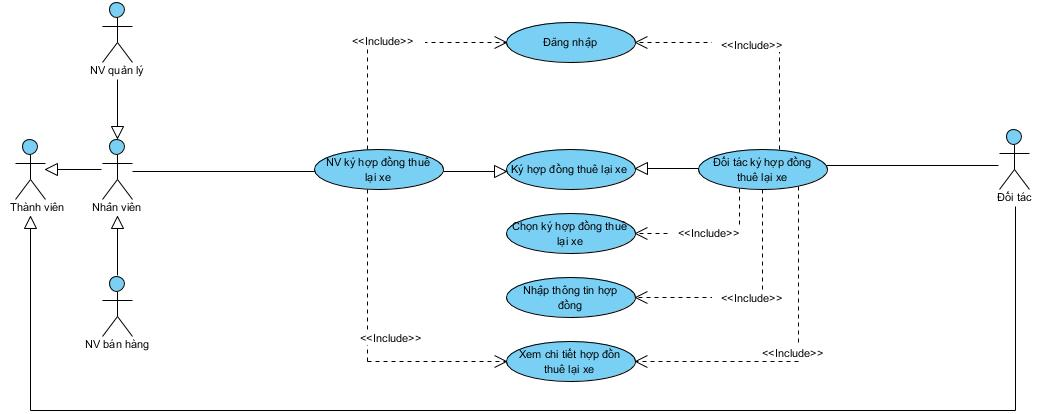 NV quản lý
<<Include>>
Đăng nhập
<<Include>>
NV ký hợp đồng thuê
lại xe
Ký hợp đồng thuê lại xe
Đối tác ký hợp đồng
thuê lại xe
Thành viên
Nhân viên
Đối tác
Chọn ký hợp đồng thuê
lại xe
<<Include>>
Nhập thông tin hợp
đồng
<<Include>>
NV bán hàng
<<Include>>
Xem chi tiết hợp đồn
thuê lại xe
<<Include>>